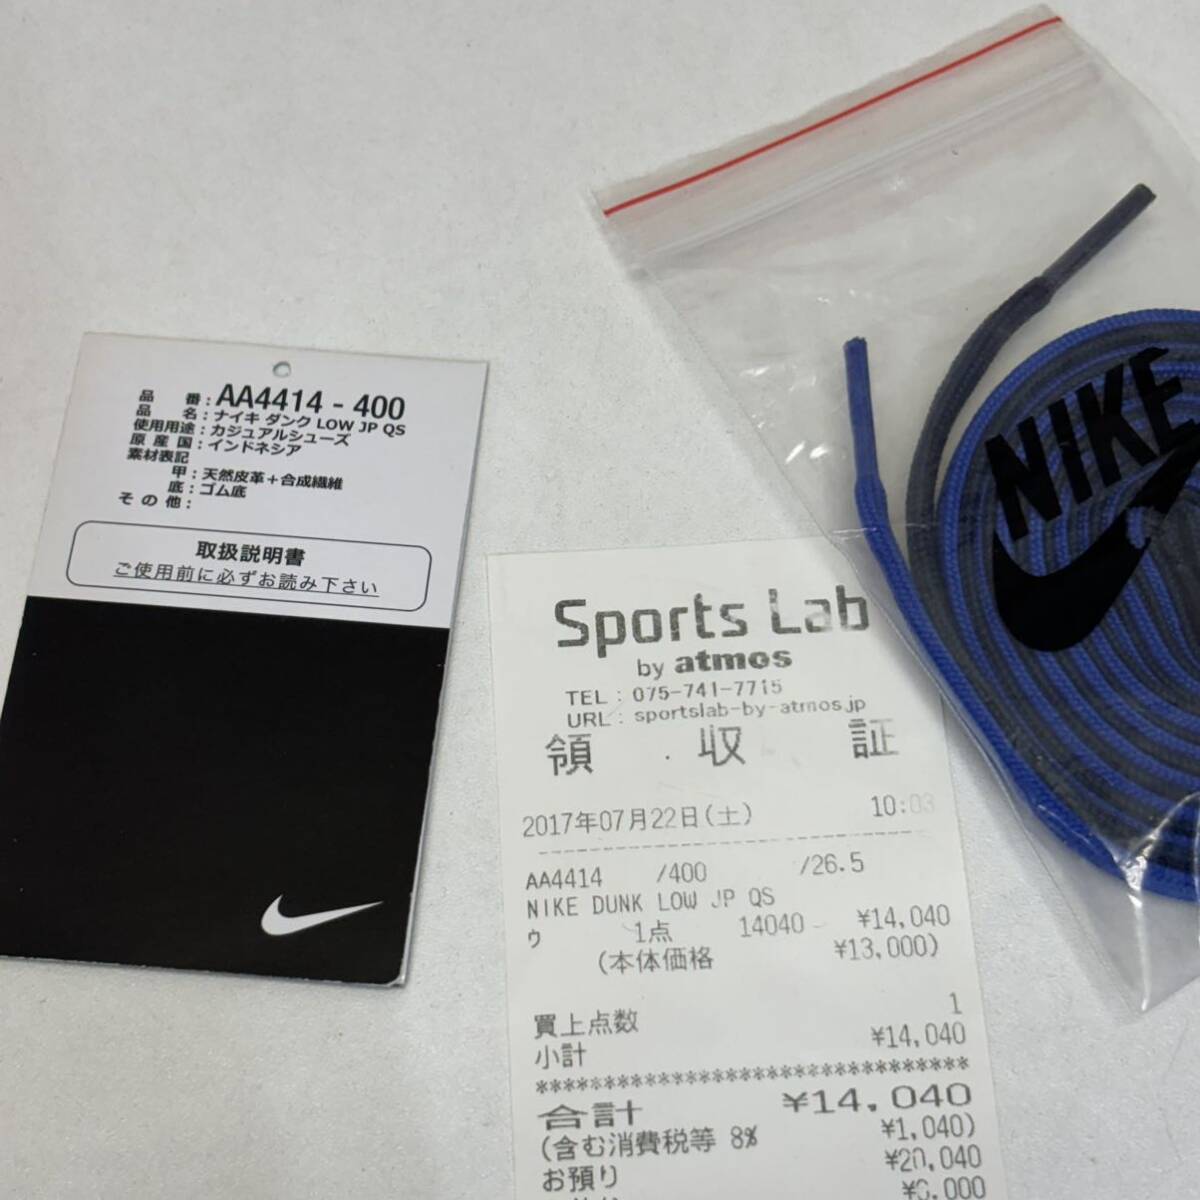 品 番:AA4414 - 400
品 名:ナイキ ダンク LOW JP QS
使用用途:カジュアルシューズ
原 産 国:インドネシア
素材表記
甲:天然皮革+合成繊維
底:ゴム底
そ の 他:
取扱説明書
ご使用前に必ずお読み下さい
NIKE
Sports Lab
by atmos
TEL : 075-741-7715
URL : sportslab-by-atmos.jp
領 収 証
2017年07月22日(土) 10:03
AA4414 /400 /26.5
NIKE DUNK LOW JP QS
ウ 1点 14040 ¥14,040
(本体価格 ¥13,000)
買上点数 1
小計 ¥14,040
********************************
合計 ¥14,040
(含む消費税等 8% ¥1,040)
お預り ¥20,040